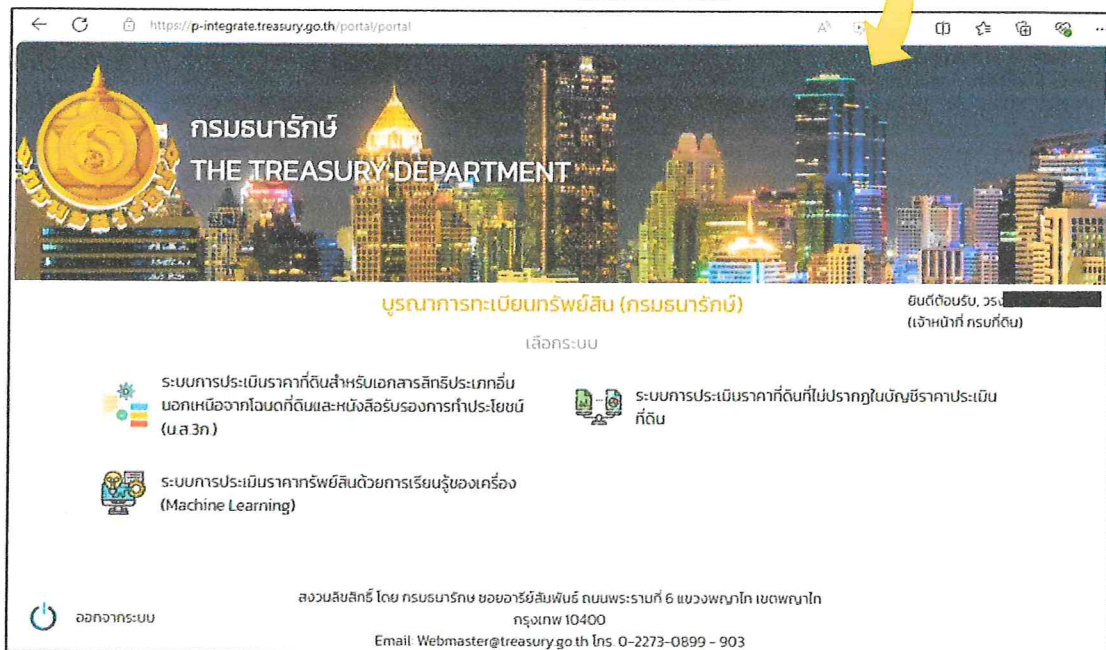 https://p-integrate.treasury.go.th/portal/portal
กรมธนารักษ์
THE TREASURY DEPARTMENT
บูรณาการทะเบียนทรัพย์สิน (กรมธนารักษ์)
ยินดีต้อนรับ, วรง
(เจ้าหน้าที่ กรมที่ดิน)
เลือกระบบ
ระบบการประเมินราคาที่ดินสำหรับเอกสารสิทธิประเภทอื่น
นอกเหนือจากโฉนดที่ดินและหนังสือรับรองการทำประโยชน์
(น.ส.3ก.)
ระบบการประเมินราคาที่ดินที่ไม่ปรากฏในบัญชีราคาประเมิน
ที่ดิน
ระบบการประเมินราคาทรัพย์สินด้วยการเรียนรู้ของเครื่อง
(Machine Learning)
ออกจากระบบ
สงวนลิขสิทธิ์ โดย กรมธนารักษ์ ซอยอารีย์สัมพันธ์ ถนนพระรามที่ 6 แขวงพญาไท เขตพญาไท
กรุงเทพ 10400
Email: Webmaster@treasury.go.th โทร. 0-2273-0899 - 903